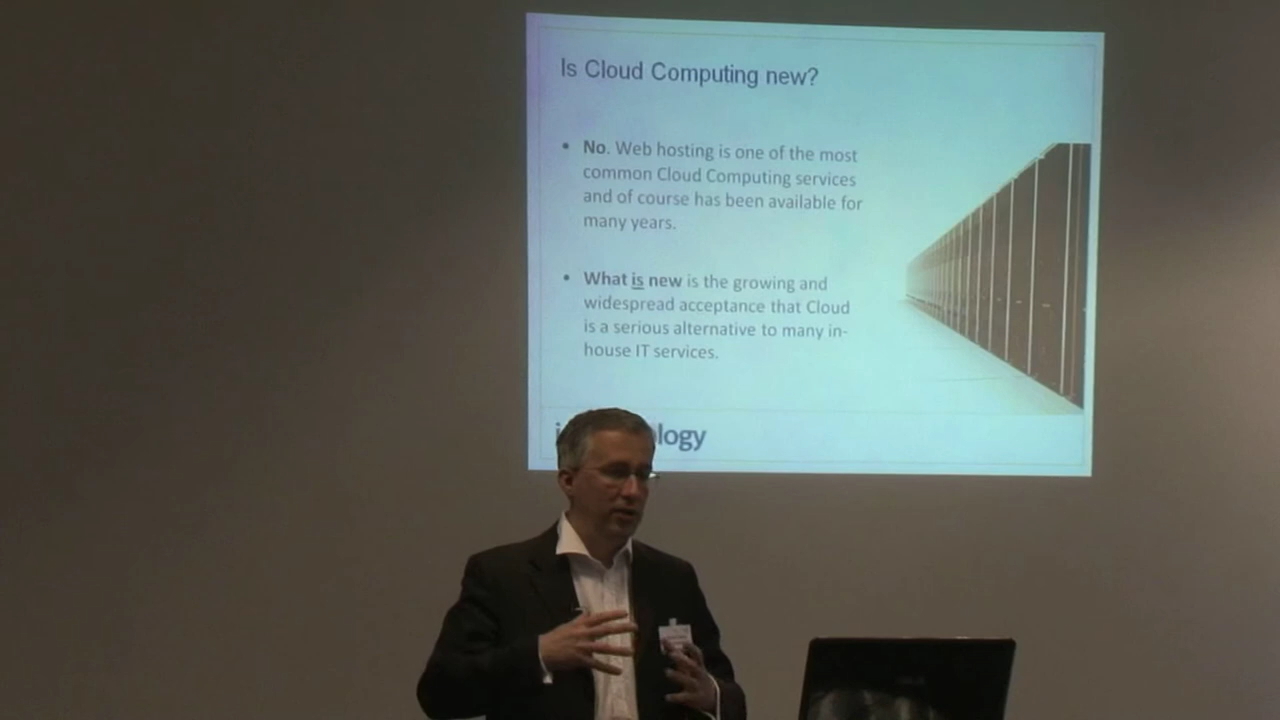 Is Cloud Computing new?
• No. Web hosting is one of the most
common Cloud Computing services
and of course has been available for
many years.
• What is new is the growing and
widespread acceptance that Cloud
is a serious alternative to many in-
house IT services.